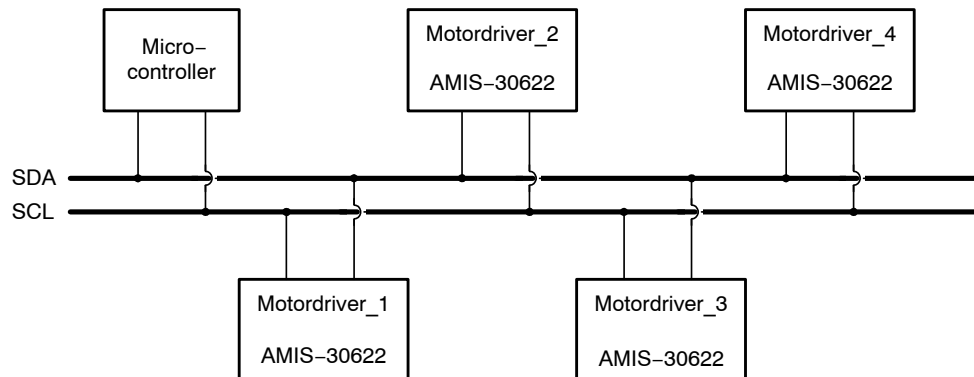 Micro−
controller
Motordriver_2
AMIS−30622
Motordriver_4
AMIS−30622
SDA
SCL
Motordriver_1
AMIS−30622
Motordriver_3
AMIS−30622